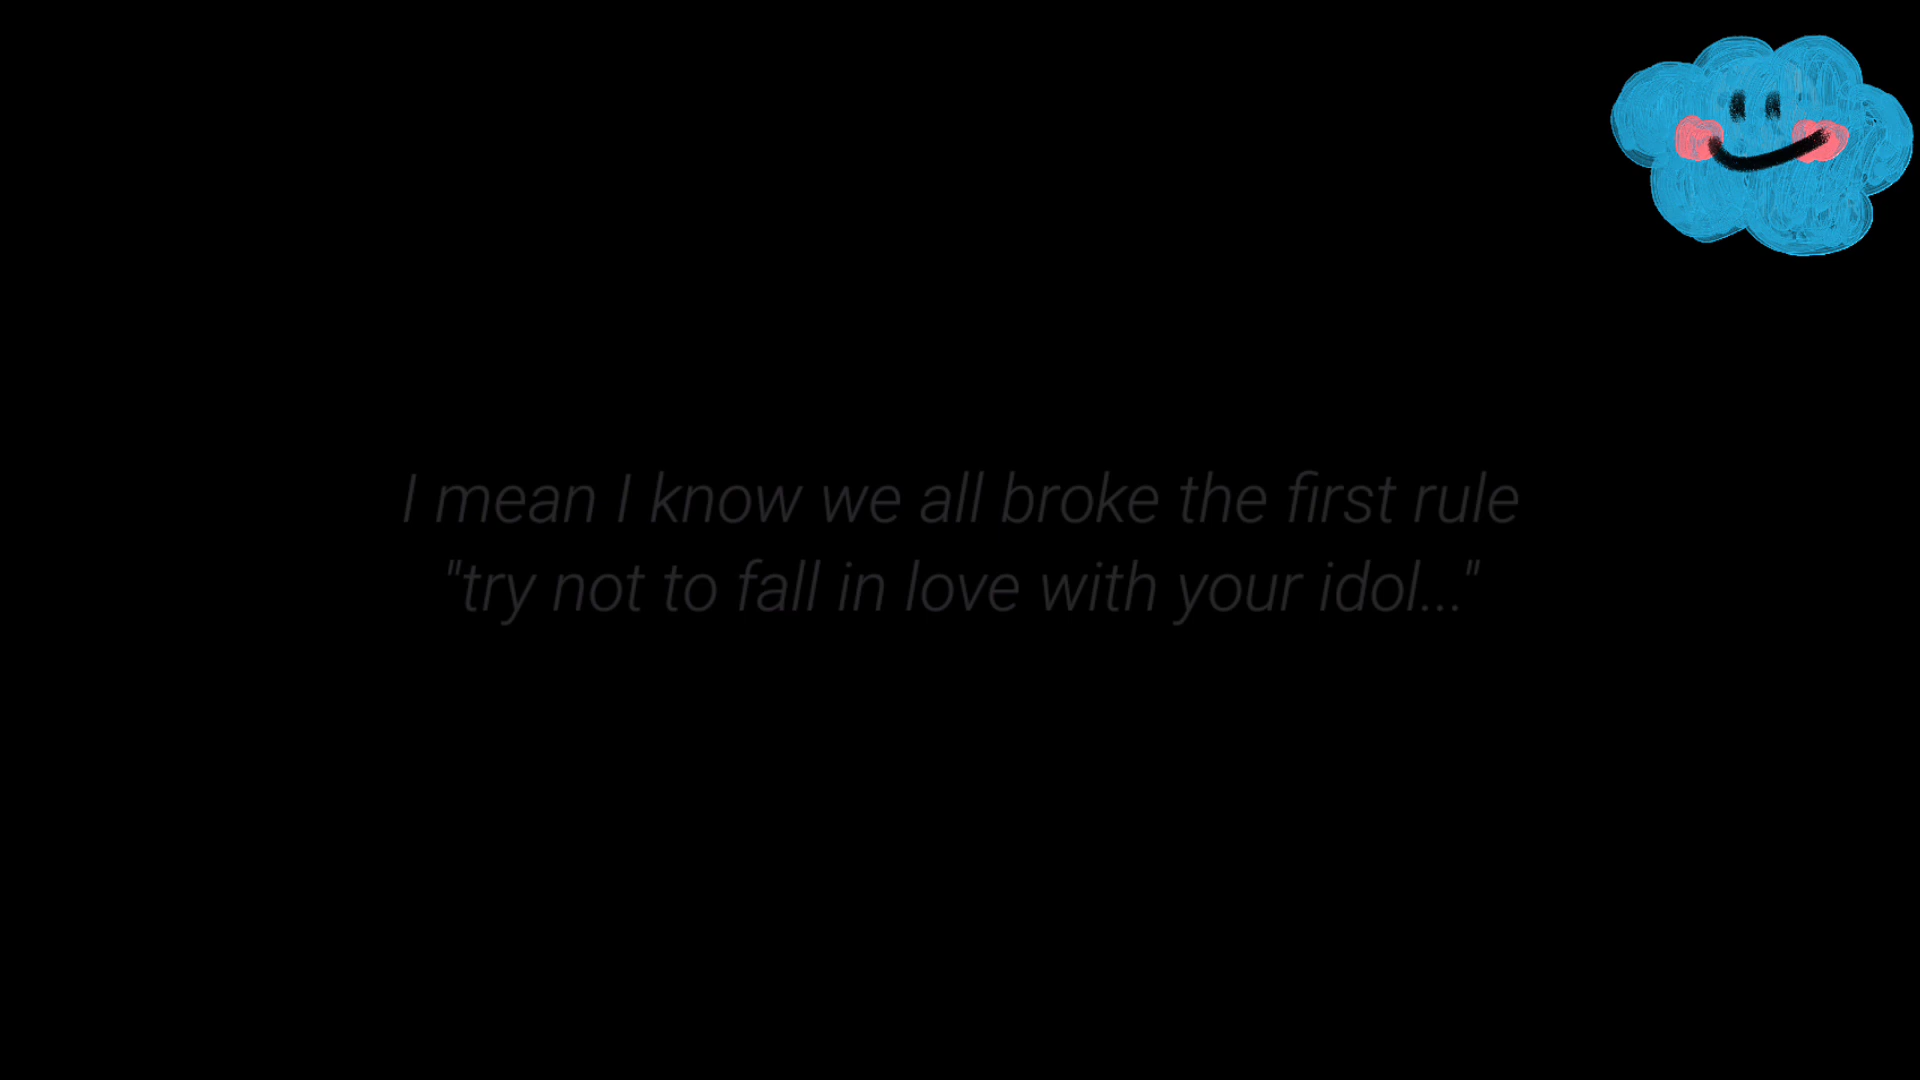 I mean I know we all broke the first rule
"try not to fall in love with your idol..."